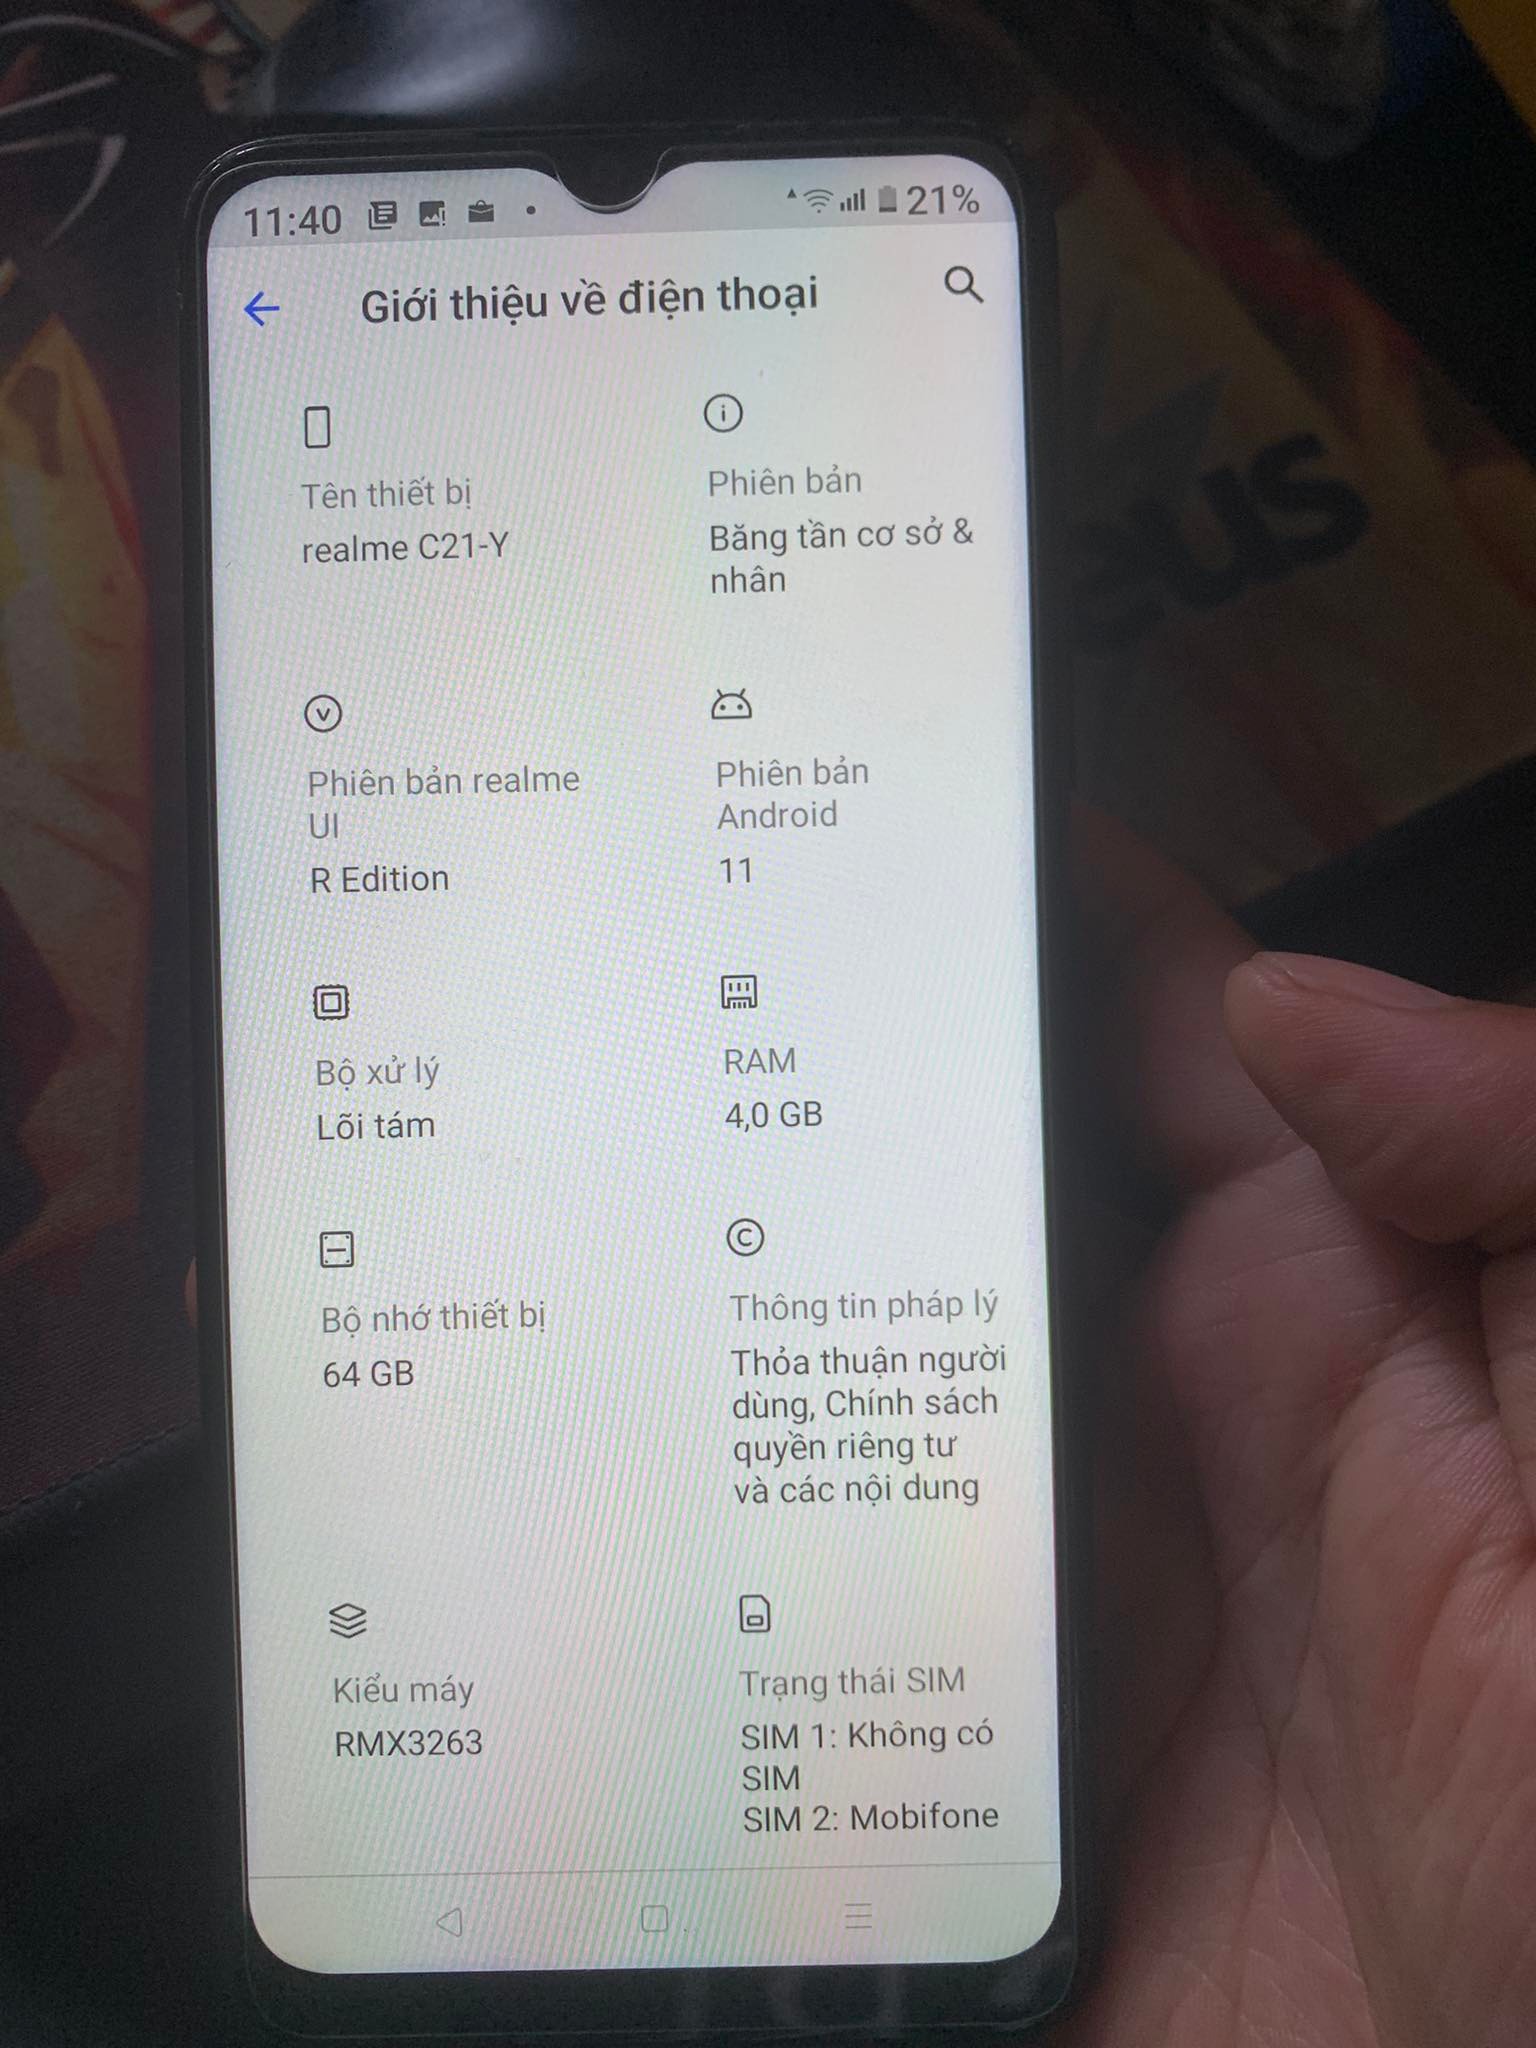 11:40
21%
Giới thiệu về điện thoại
Tên thiết bị
realme C21-Y
Phiên bản
Băng tần cơ sở &
nhân
Phiên bản realme
UI
R Edition
Phiên bản
Android
11
Bộ xử lý
Lõi tám
RAM
4,0 GB
Bộ nhớ thiết bị
64 GB
Thông tin pháp lý
Thỏa thuận người
dùng, Chính sách
quyền riêng tư
và các nội dung
Kiểu máy
RMX3263
Trạng thái SIM
SIM 1: Không có
SIM
SIM 2: Mobifone